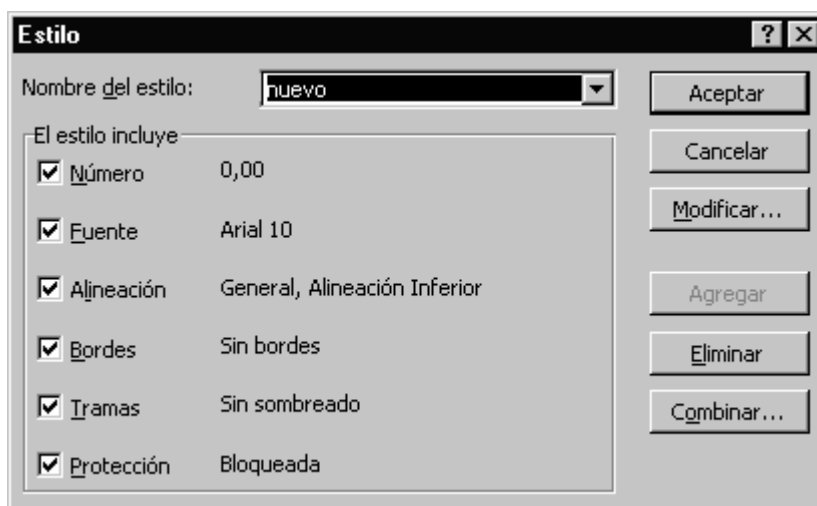 Estilo
Nombre del estilo: nuevo
Aceptar
El estilo incluye
Cancelar
Número 0,00
Modificar...
Fuente Arial 10
Alineación General, Alineación Inferior
Agregar
Bordes Sin bordes
Eliminar
Tramas Sin sombreado
Combinar...
Protección Bloqueada